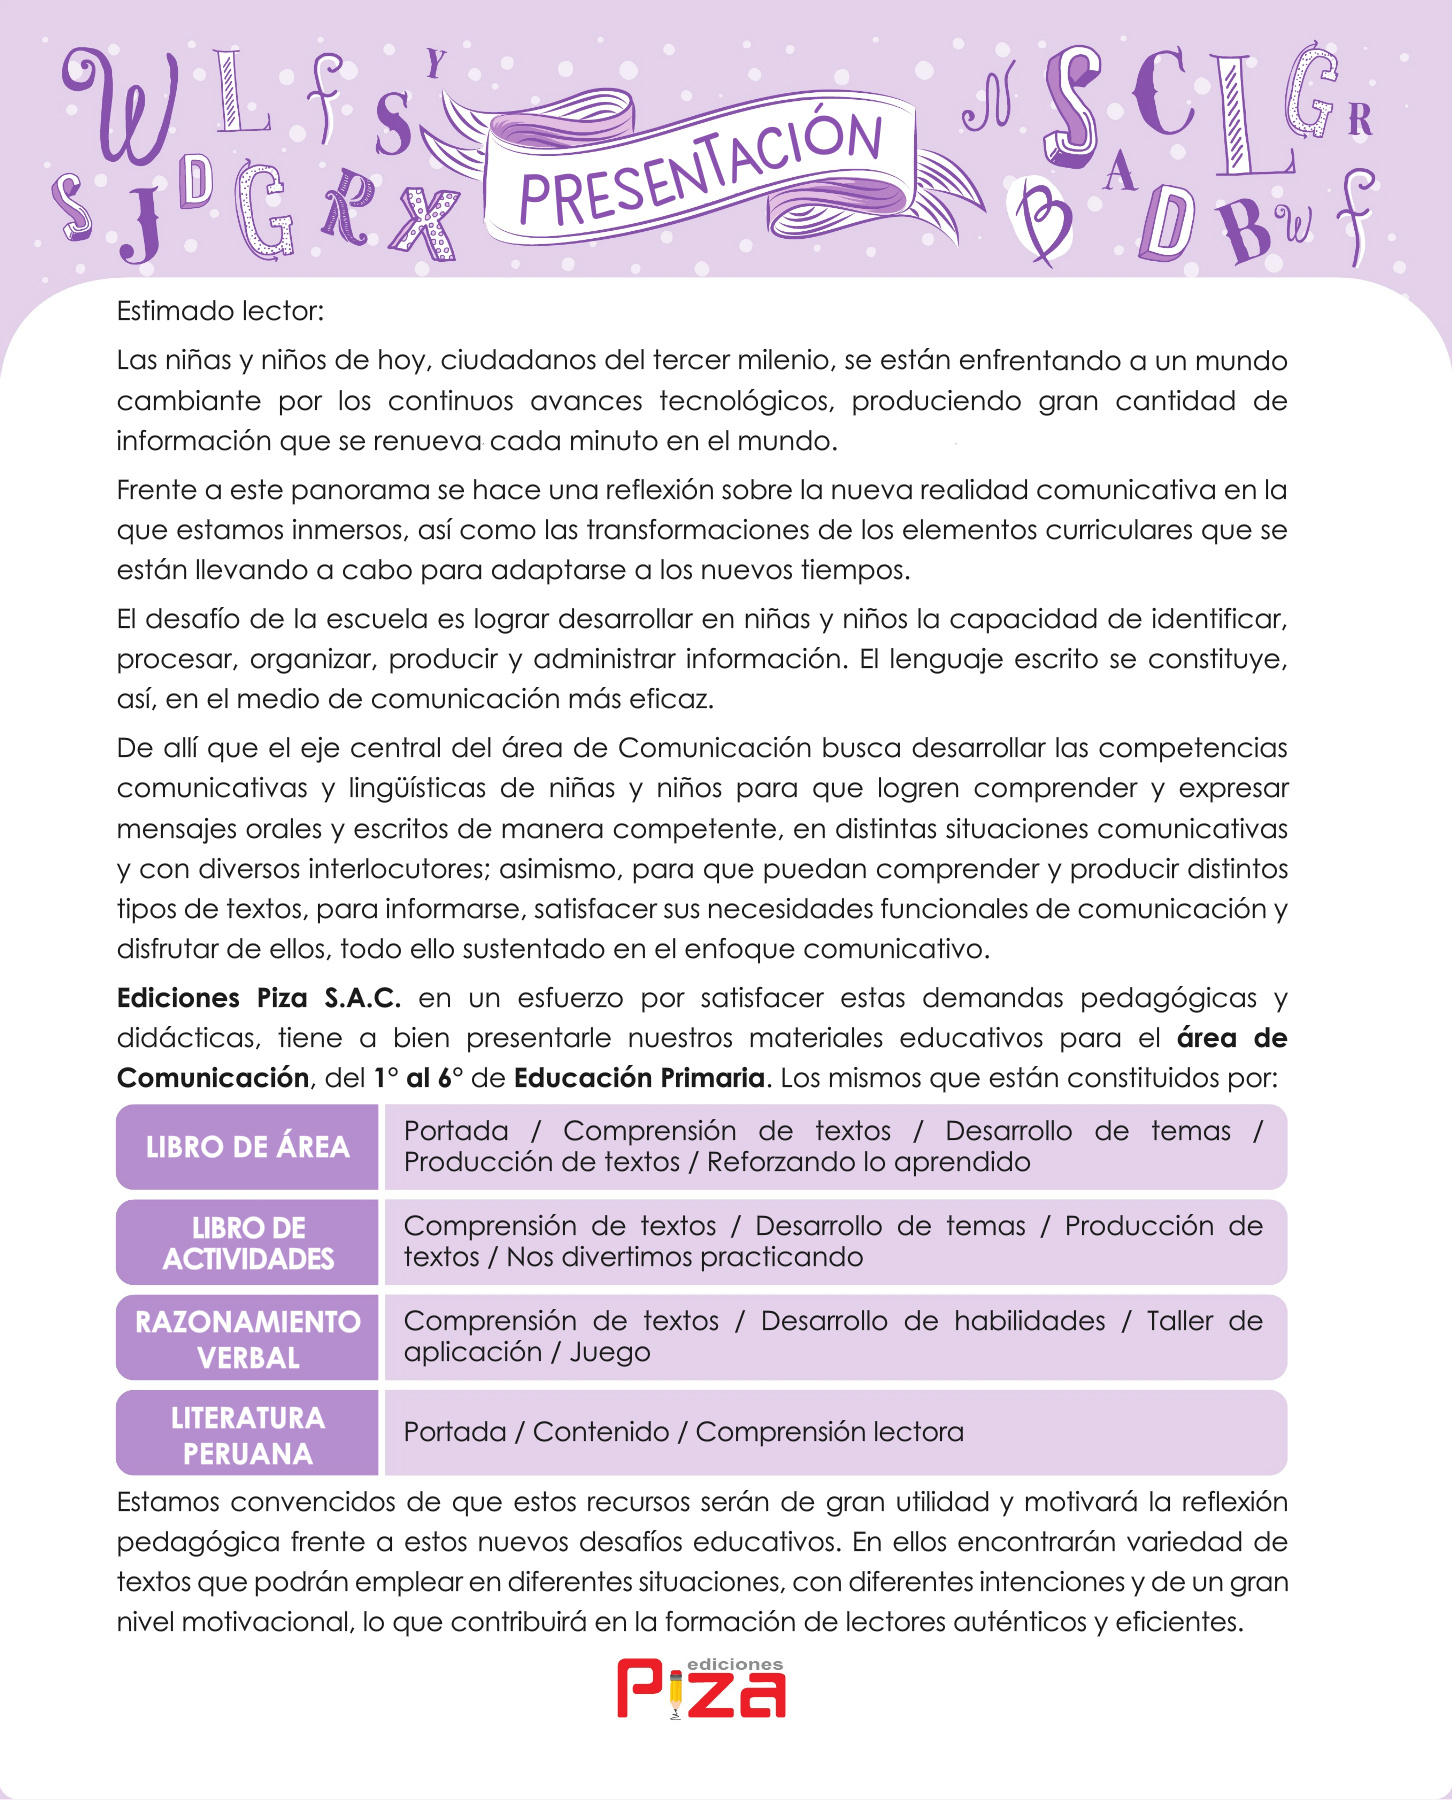 W L f Y S S J D G R X
PRESENTACIÓN
N S C L G R A B D B W f
Estimado lector:
Las niñas y niños de hoy, ciudadanos del tercer milenio, se están enfrentando a un mundo
cambiante por los continuos avances tecnológicos, produciendo gran cantidad de
información que se renueva cada minuto en el mundo.
Frente a este panorama se hace una reflexión sobre la nueva realidad comunicativa en la
que estamos inmersos, así como las transformaciones de los elementos curriculares que se
están llevando a cabo para adaptarse a los nuevos tiempos.
El desafío de la escuela es lograr desarrollar en niñas y niños la capacidad de identificar,
procesar, organizar, producir y administrar información. El lenguaje escrito se constituye,
así, en el medio de comunicación más eficaz.
De allí que el eje central del área de Comunicación busca desarrollar las competencias
comunicativas y lingüísticas de niñas y niños para que logren comprender y expresar
mensajes orales y escritos de manera competente, en distintas situaciones comunicativas
y con diversos interlocutores; asimismo, para que puedan comprender y producir distintos
tipos de textos, para informarse, satisfacer sus necesidades funcionales de comunicación y
disfrutar de ellos, todo ello sustentado en el enfoque comunicativo.
Ediciones Piza S.A.C. en un esfuerzo por satisfacer estas demandas pedagógicas y
didácticas, tiene a bien presentarle nuestros materiales educativos para el área de
Comunicación, del 1° al 6° de Educación Primaria. Los mismos que están constituidos por:
LIBRO DE ÁREA
Portada / Comprensión de textos / Desarrollo de temas /
Producción de textos / Reforzando lo aprendido
LIBRO DE
ACTIVIDADES
Comprensión de textos / Desarrollo de temas / Producción de
textos / Nos divertimos practicando
RAZONAMIENTO
VERBAL
Comprensión de textos / Desarrollo de habilidades / Taller de
aplicación / Juego
LITERATURA
PERUANA
Portada / Contenido / Comprensión lectora
Estamos convencidos de que estos recursos serán de gran utilidad y motivará la reflexión
pedagógica frente a estos nuevos desafíos educativos. En ellos encontrarán variedad de
textos que podrán emplear en diferentes situaciones, con diferentes intenciones y de un gran
nivel motivacional, lo que contribuirá en la formación de lectores auténticos y eficientes.
ediciones
Piza